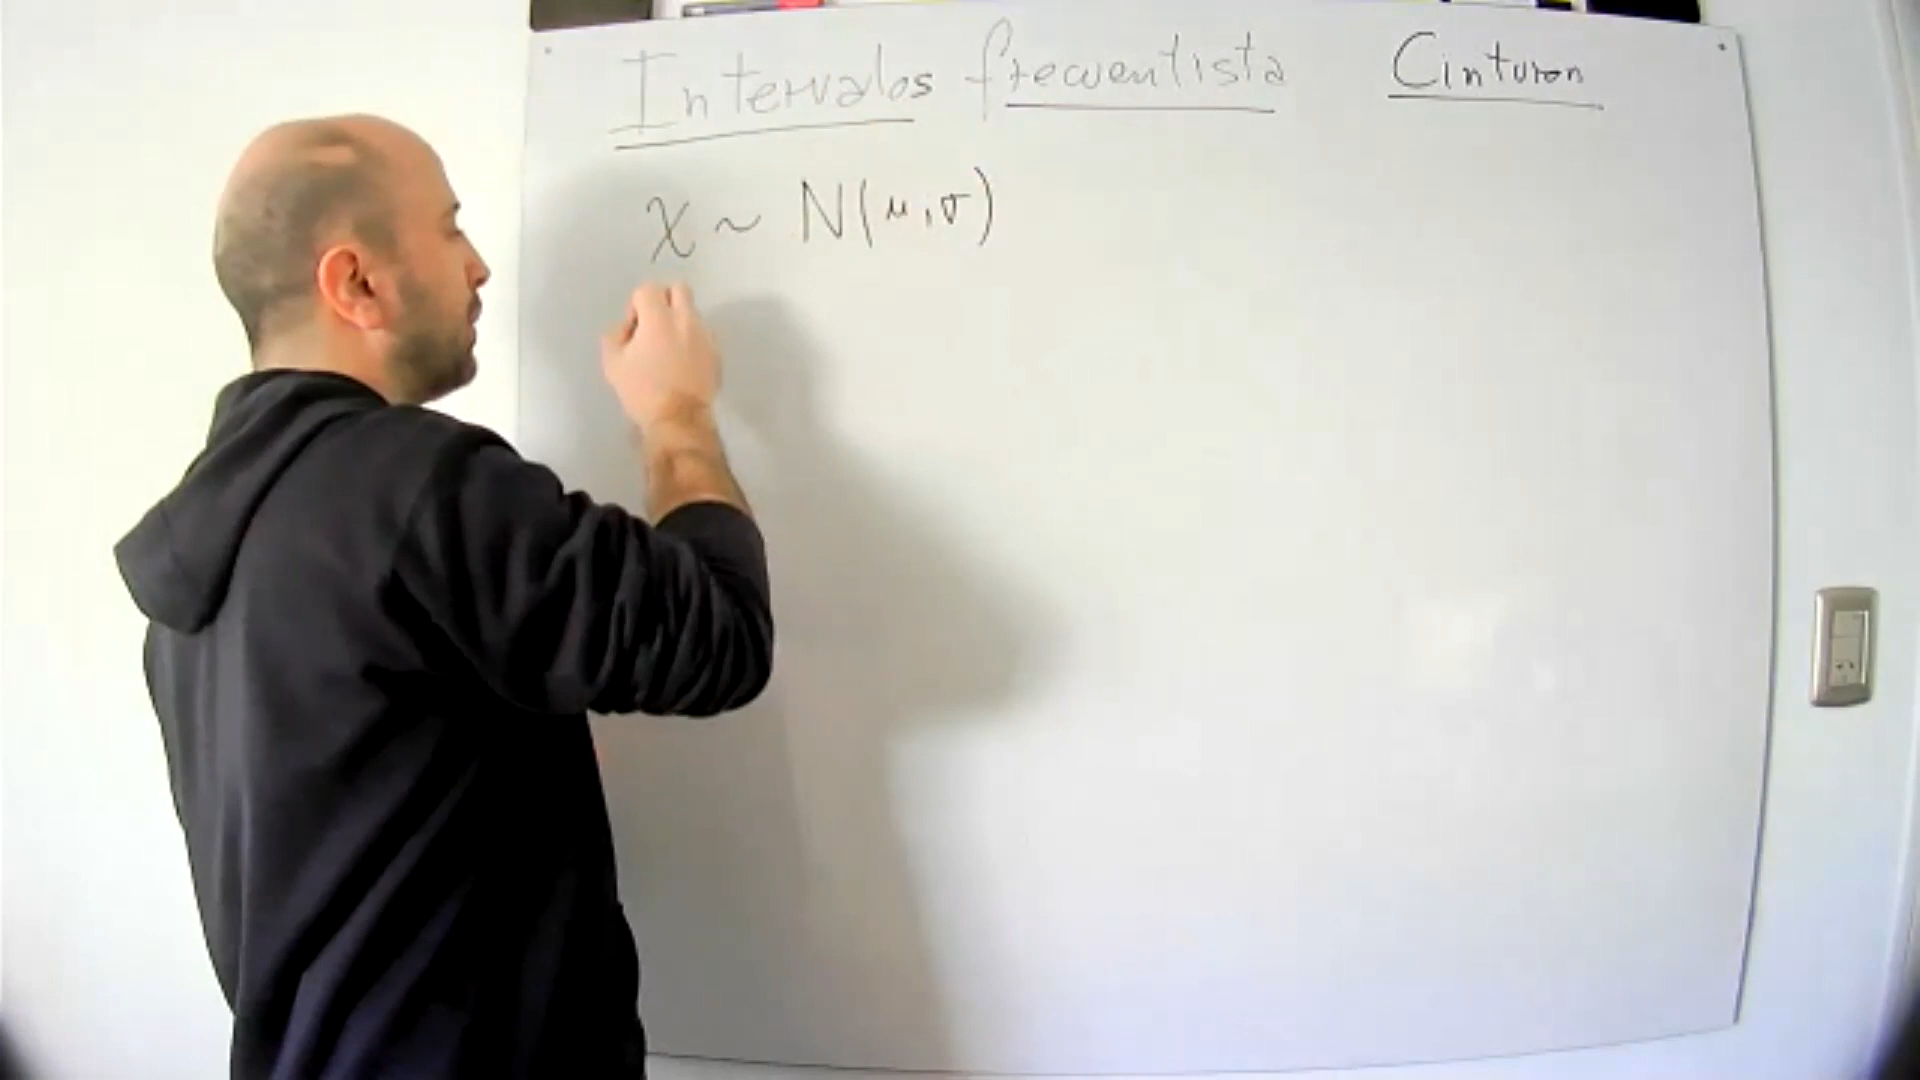 Intervalos frecuentista Cinturon
X ~ N(μ,σ)